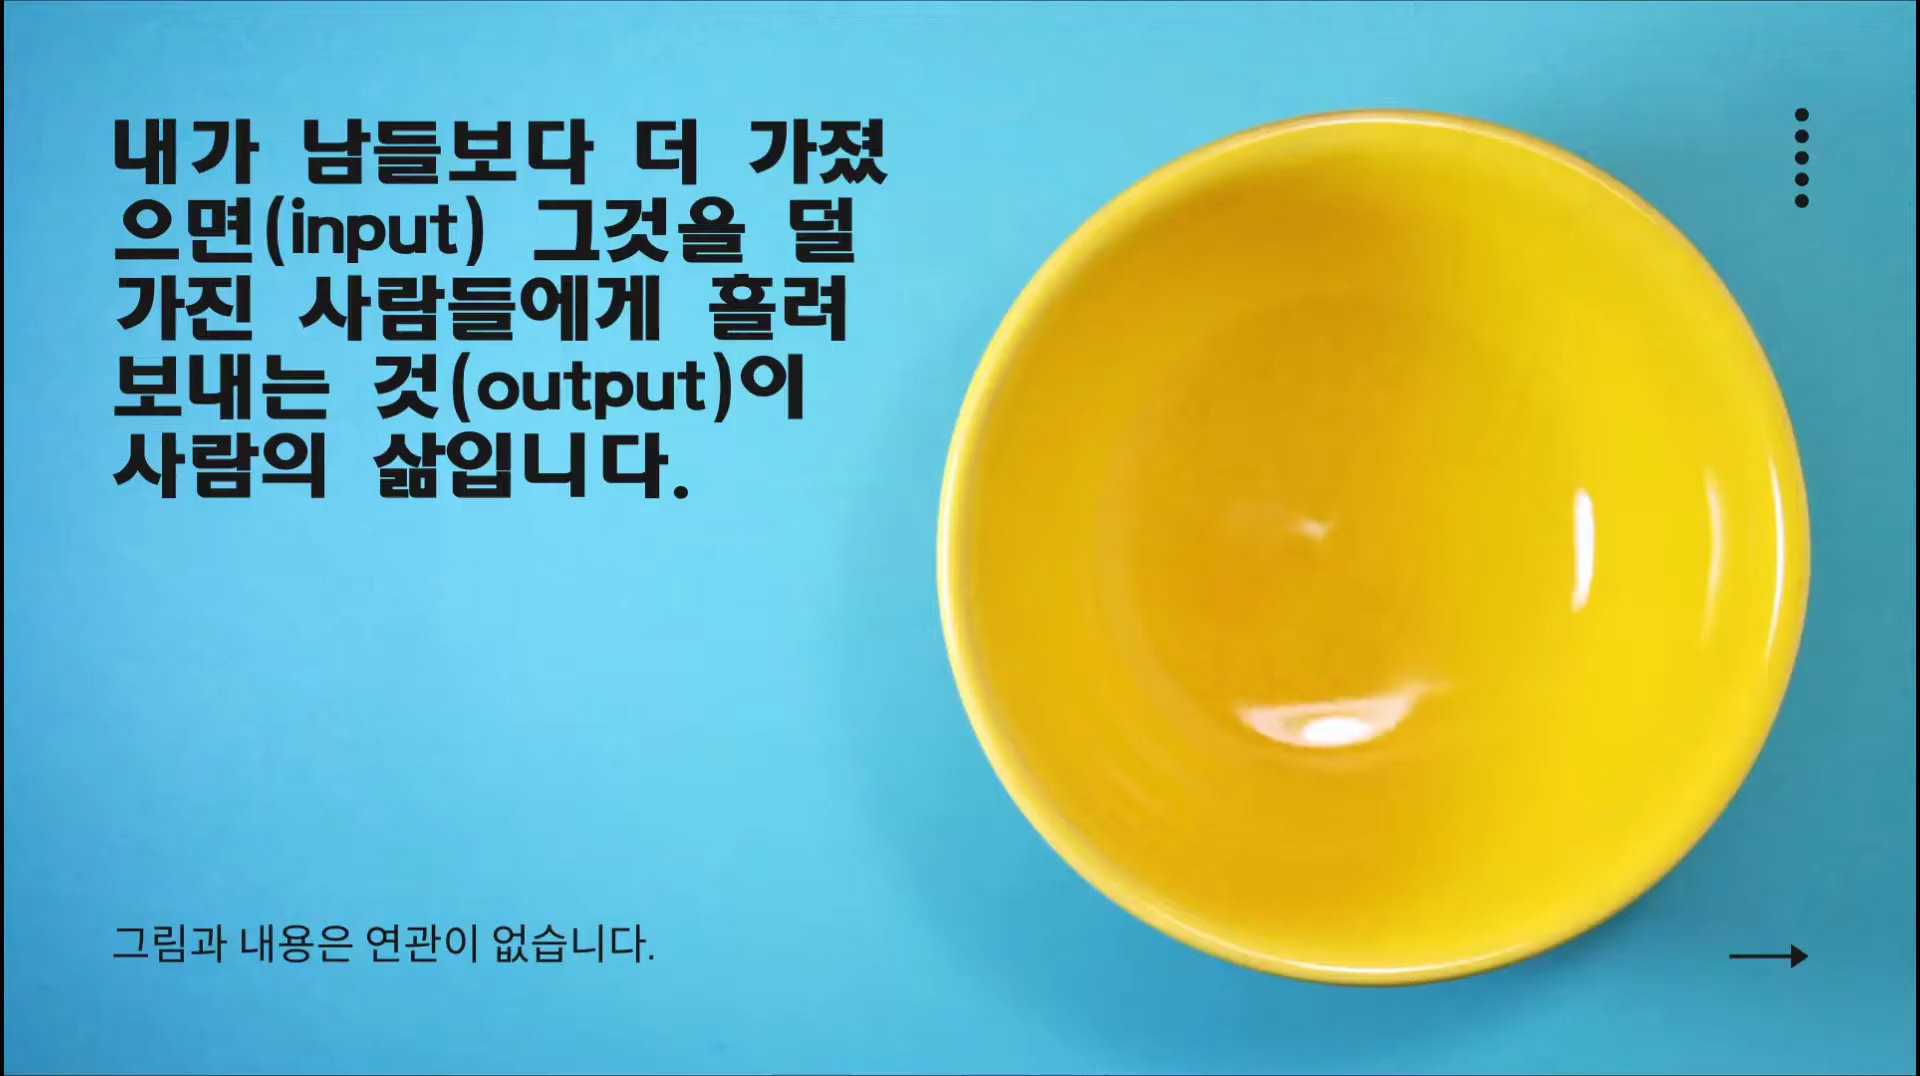 내가 남들보다 더 가졌
으면(input) 그것을 덜
가진 사람들에게 흘려
보내는 것(output)이
사람의 삶입니다.
그림과 내용은 연관이 없습니다.